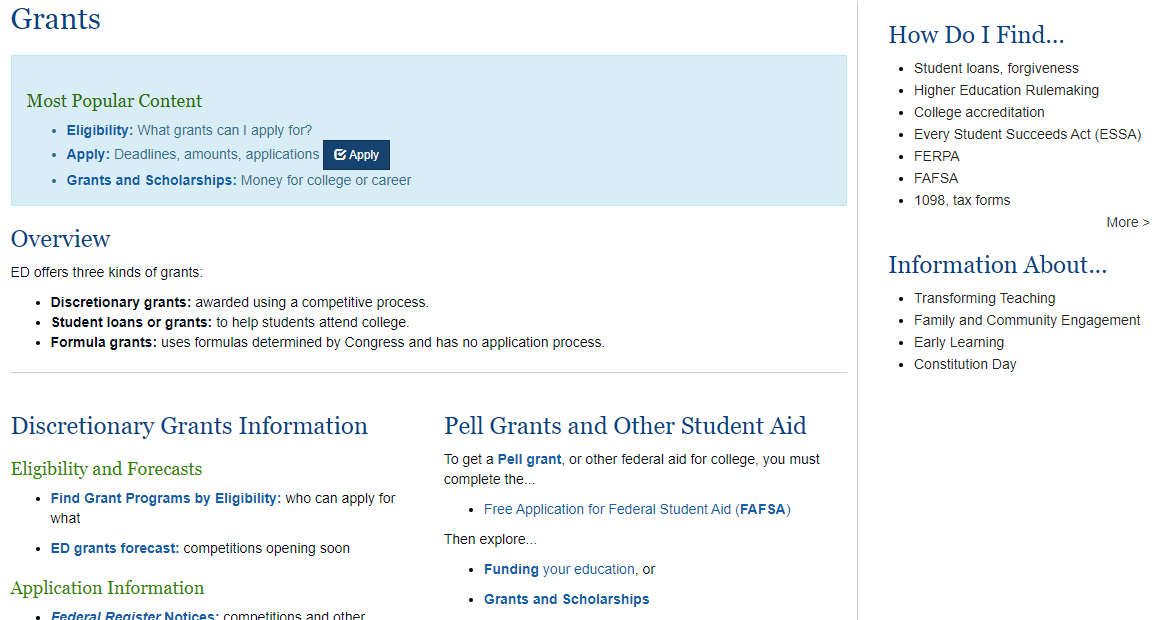 Grants
Most Popular Content
Eligibility: What grants can I apply for?
Apply: Deadlines, amounts, applications Apply
Grants and Scholarships: Money for college or career
Overview
ED offers three kinds of grants:
Discretionary grants: awarded using a competitive process.
Student loans or grants: to help students attend college.
Formula grants: uses formulas determined by Congress and has no application process.
Discretionary Grants Information
Eligibility and Forecasts
Find Grant Programs by Eligibility: who can apply for
what
ED grants forecast: competitions opening soon
Application Information
Federal Register Notices: competitions and other
Pell Grants and Other Student Aid
To get a Pell grant, or other federal aid for college, you must
complete the...
Free Application for Federal Student Aid (FAFSA)
Then explore...
Funding your education, or
Grants and Scholarships
How Do I Find...
Student loans, forgiveness
Higher Education Rulemaking
College accreditation
Every Student Succeeds Act (ESSA)
FERPA
FAFSA
1098, tax forms
More >
Information About...
Transforming Teaching
Family and Community Engagement
Early Learning
Constitution Day